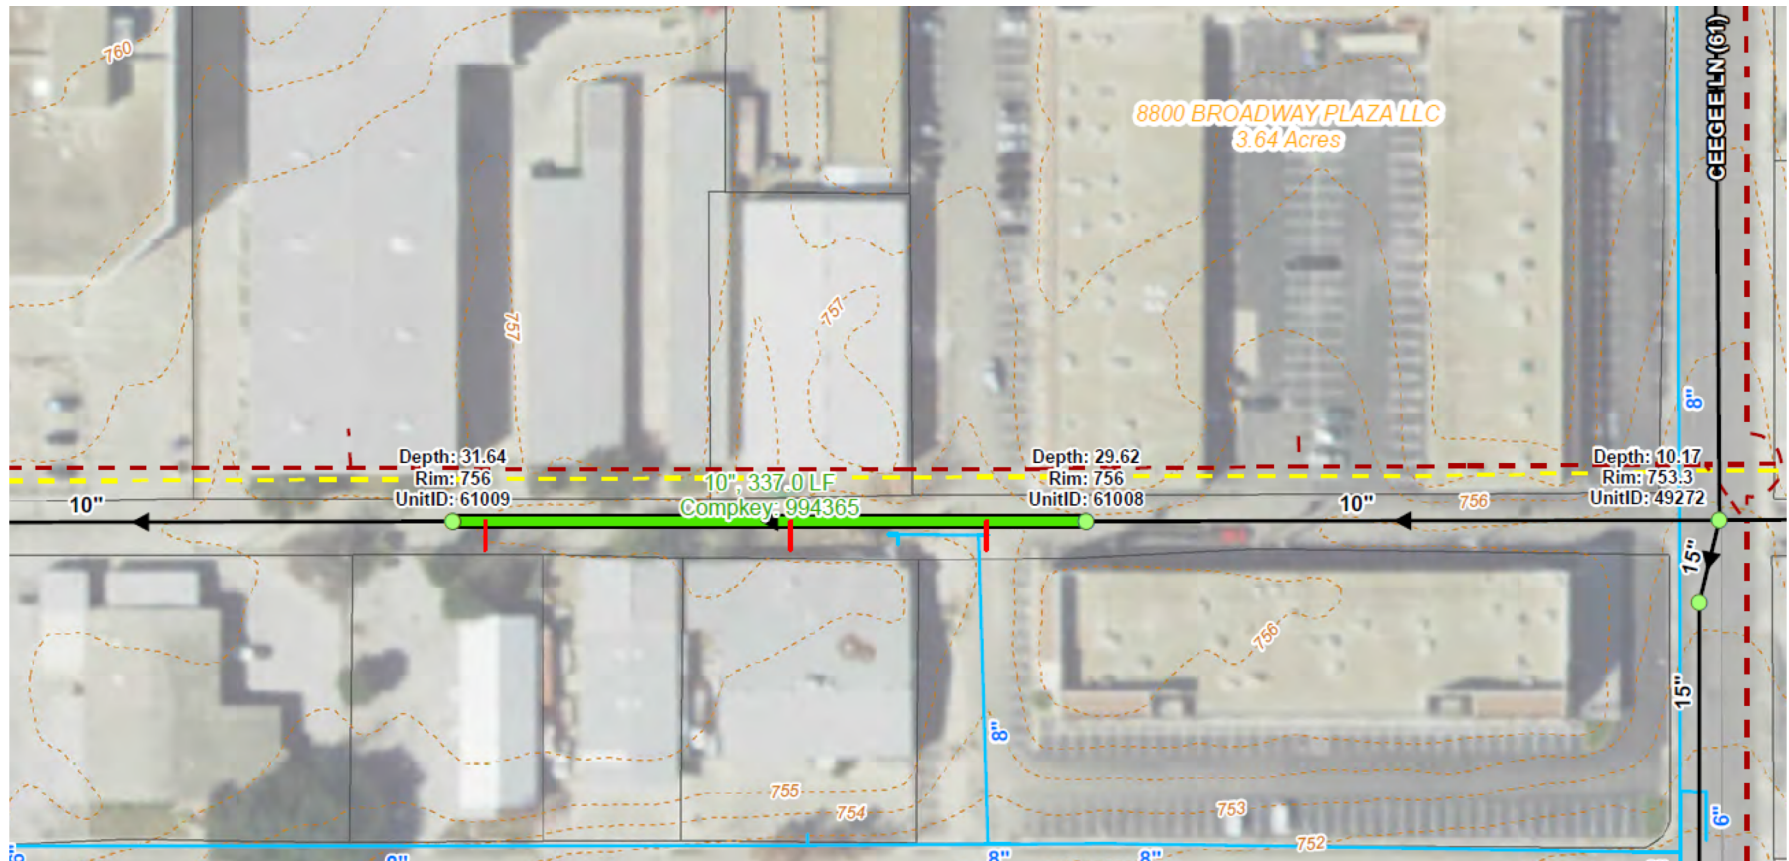 760
8800 BROADWAY PLAZA LLC
3.64 Acres
CEEGEE LN (61)
757
757
8"
Depth: 31.64
Rim: 756
UnitID: 61009
10", 337.0 LF
Compkey: 994365
Depth: 29.62
Rim: 756
UnitID: 61008
Depth: 10.17
Rim: 753.3
UnitID: 49272
10"
10"
756
15"
756
15"
8"
755
754
753
752
6"
8"
8"